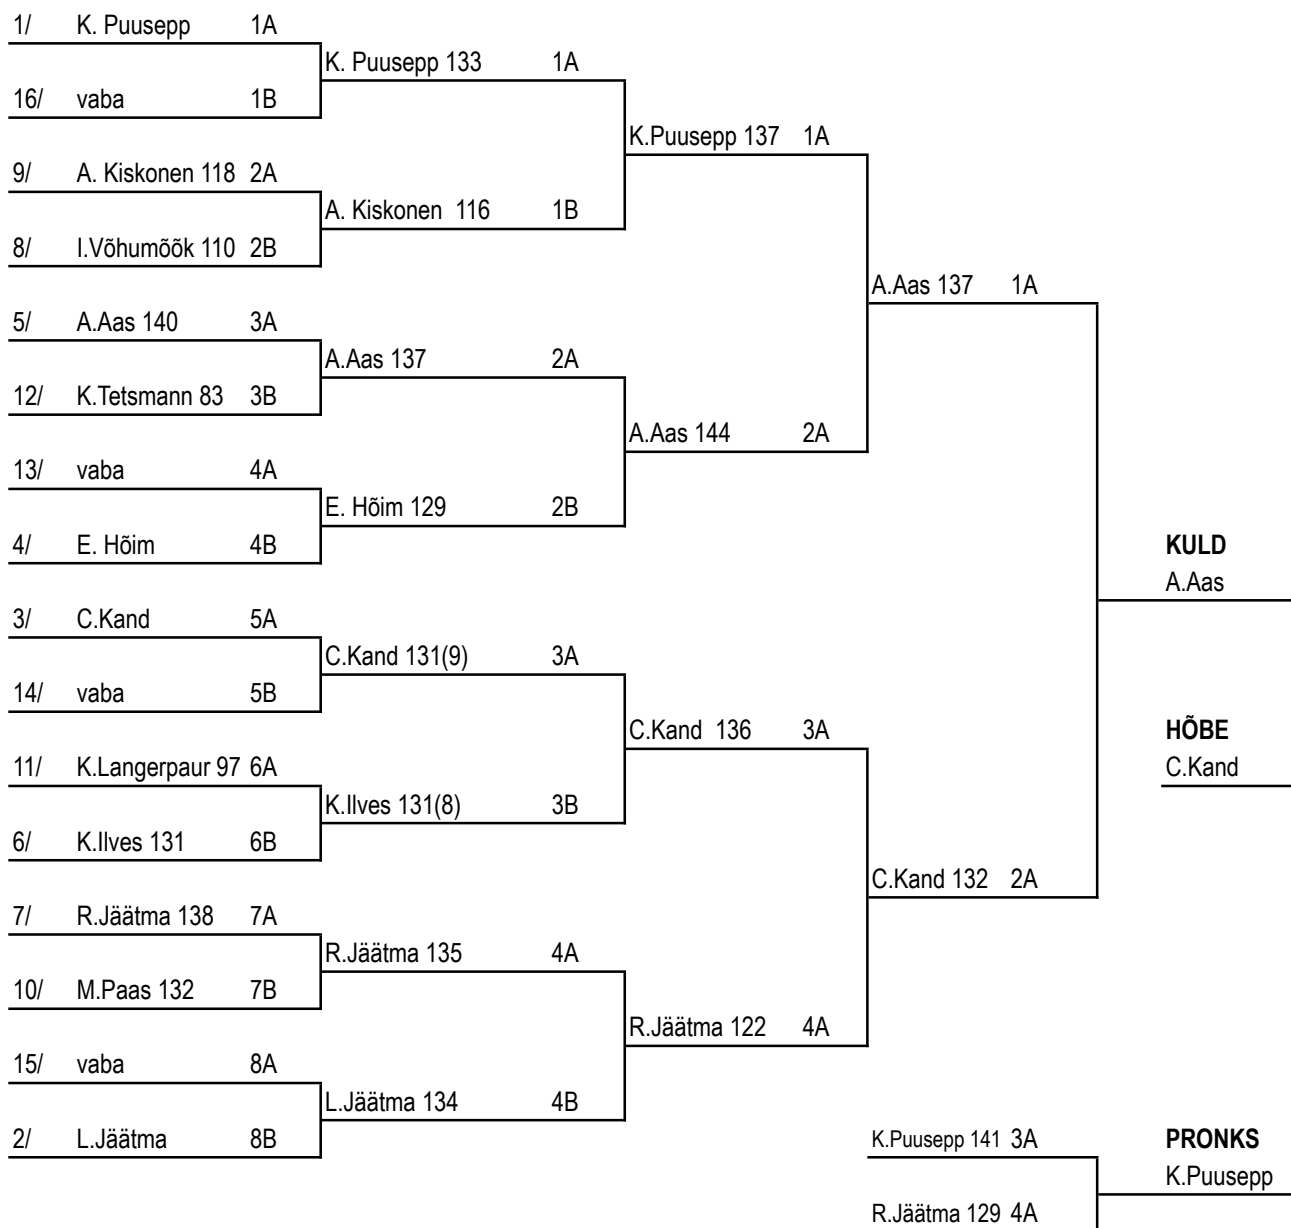 1/ K. Puusepp 1A
K. Puusepp 133 1A
16/ vaba 1B
K.Puusepp 137 1A
9/ A. Kiskonen 118 2A
A. Kiskonen 116 1B
8/ I.Võhumõõk 110 2B
A.Aas 137 1A
5/ A.Aas 140 3A
A.Aas 137 2A
12/ K.Tetsmann 83 3B
A.Aas 144 2A
13/ vaba 4A
E. Hõim 129 2B
4/ E. Hõim 4B
KULD
A.Aas
3/ C.Kand 5A
C.Kand 131(9) 3A
14/ vaba 5B
C.Kand 136 3A
HÕBE
11/ K.Langerpaur 97 6A
C.Kand
K.Ilves 131(8) 3B
6/ K.Ilves 131 6B
C.Kand 132 2A
7/ R.Jäätma 138 7A
R.Jäätma 135 4A
10/ M.Paas 132 7B
R.Jäätma 122 4A
15/ vaba 8A
L.Jäätma 134 4B
2/ L.Jäätma 8B
K.Puusepp 141 3A
PRONKS
K.Puusepp
R.Jäätma 129 4A